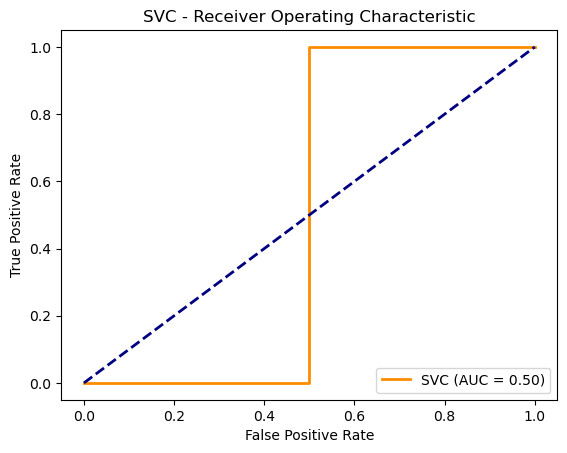 SVC - Receiver Operating Characteristic
True Positive Rate
1.0
0.8
0.6
0.4
0.2
0.0
SVC (AUC = 0.50)
0.0 0.2 0.4 0.6 0.8 1.0
False Positive Rate